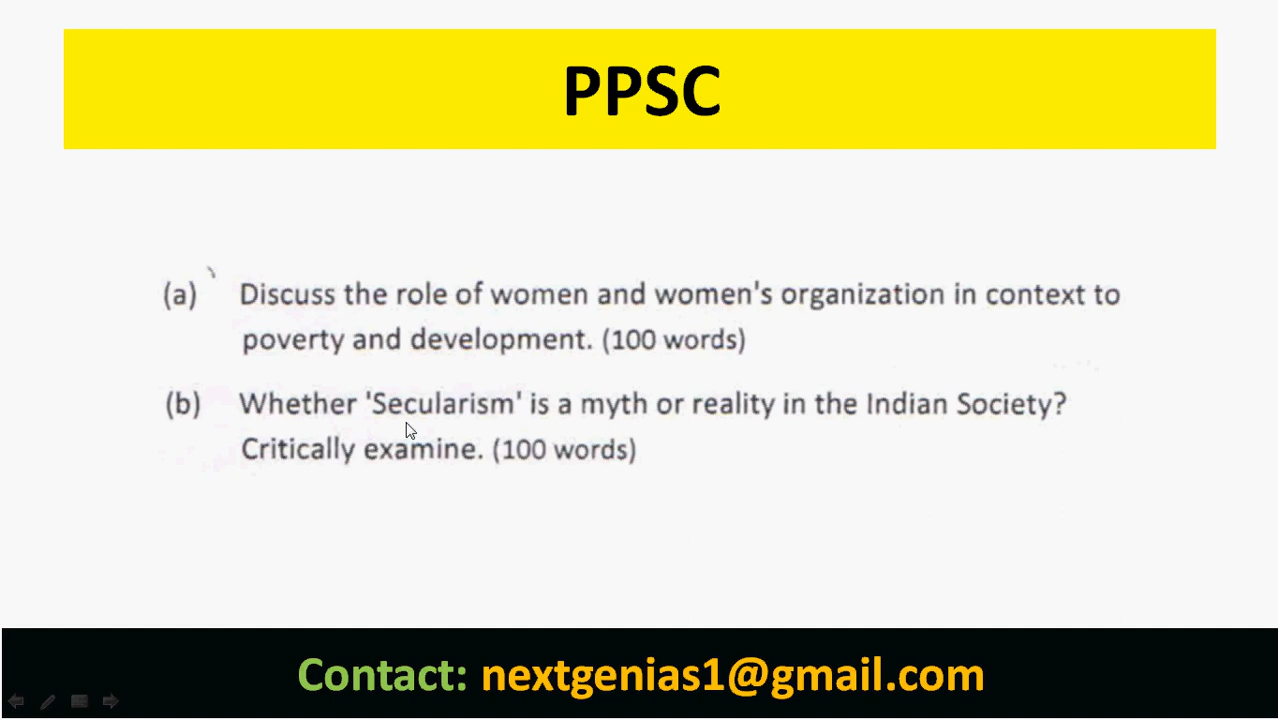 PPSC
(a) Discuss the role of women and women's organization in context to
poverty and development. (100 words)
(b) Whether 'Secularism' is a myth or reality in the Indian Society?
Critically examine. (100 words)
Contact: nextgenias1@gmail.com